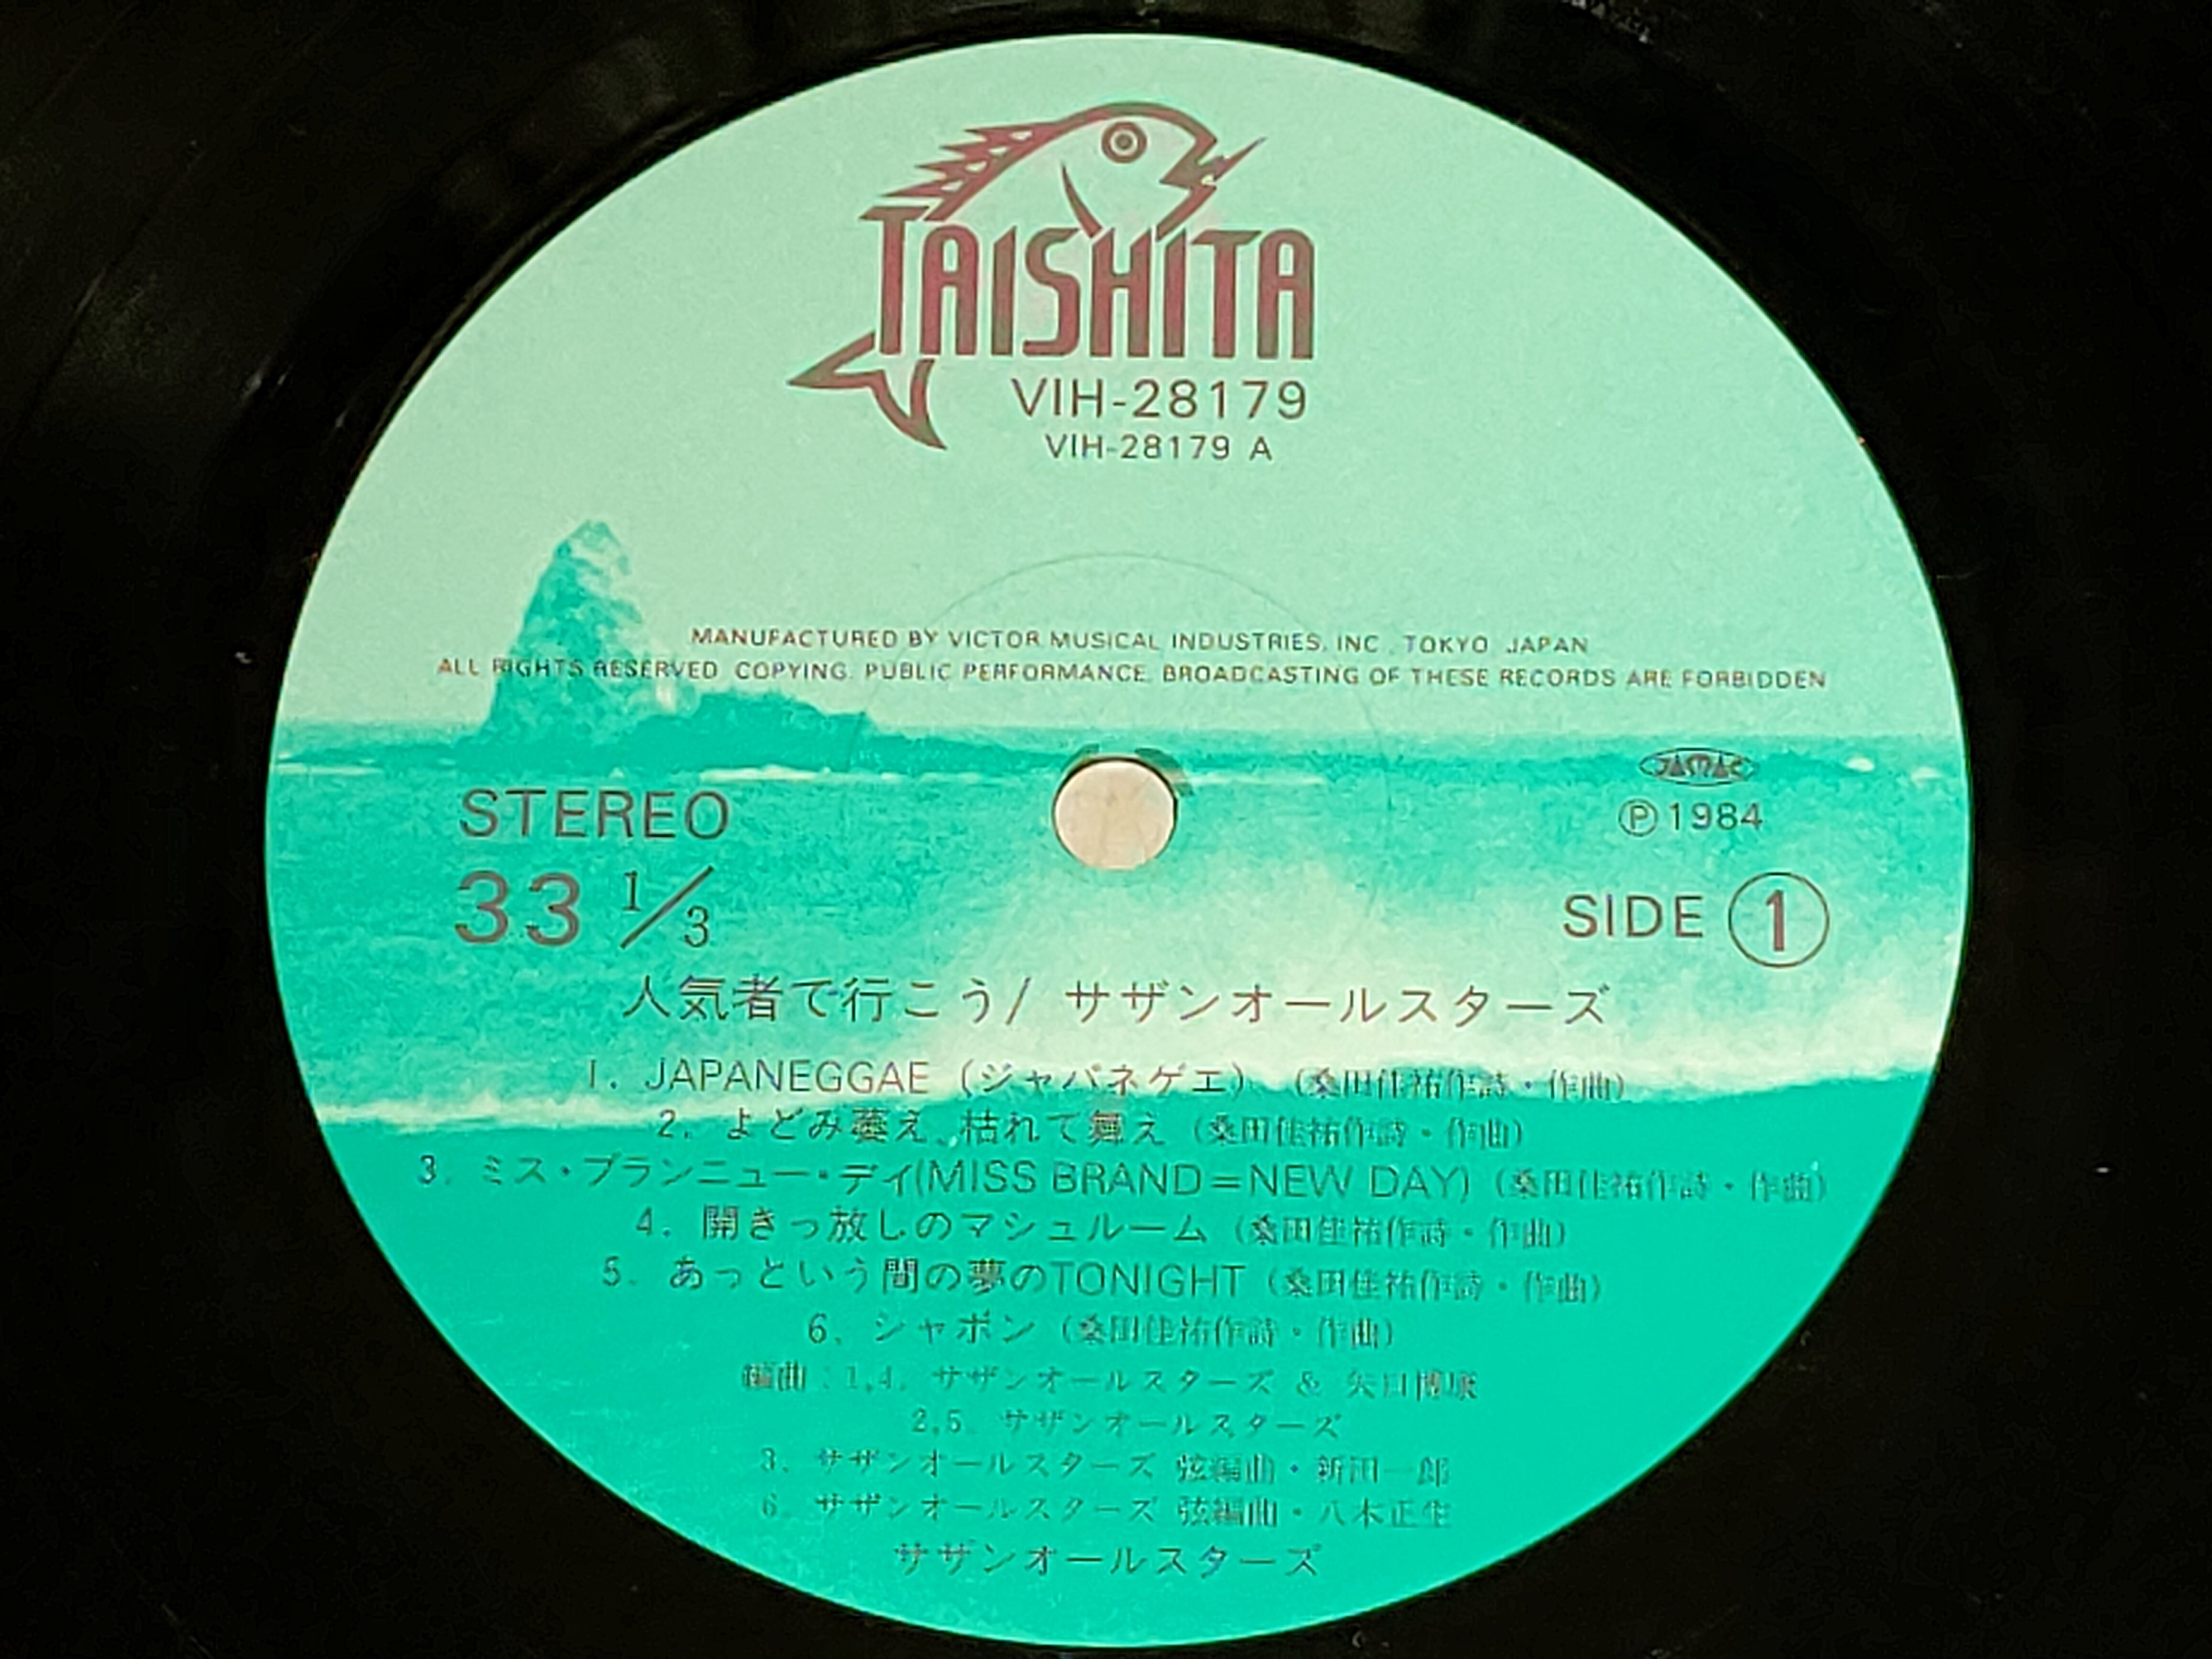 TAISHITA
VIH-28179
VIH-28179 A
MANUFACTURED BY VICTOR MUSICAL INDUSTRIES, INC. TOKYO, JAPAN
ALL RIGHTS RESERVED. COPYING. PUBLIC PERFORMANCE. BROADCASTING OF THESE RECORDS ARE FORBIDDEN
JAMAC
STEREO
Ⓟ1984
33 1/3
SIDE 1
人気者で行こう/ サザンオールスターズ
1. JAPANEGGAE (ジャパネゲエ) (桑田佳祐作詩・作曲)
2. よどみ萎え、枯れて舞え (桑田佳祐作詩・作曲)
3. ミス・ブランニュー・デイ(MISS BRAND=NEW DAY) (桑田佳祐作詩・作曲)
4. 開きっ放しのマシュルーム (桑田佳祐作詩・作曲)
5. あっという間の夢のTONIGHT (桑田佳祐作詩・作曲)
6. シャボン (桑田佳祐作詩・作曲)
編曲:1,4. サザンオールスターズ & 矢口博康
2,5. サザンオールスターズ
3. サザンオールスターズ 弦編曲・新田一郎
6. サザンオールスターズ 弦編曲・八木正生
サザンオールスターズ